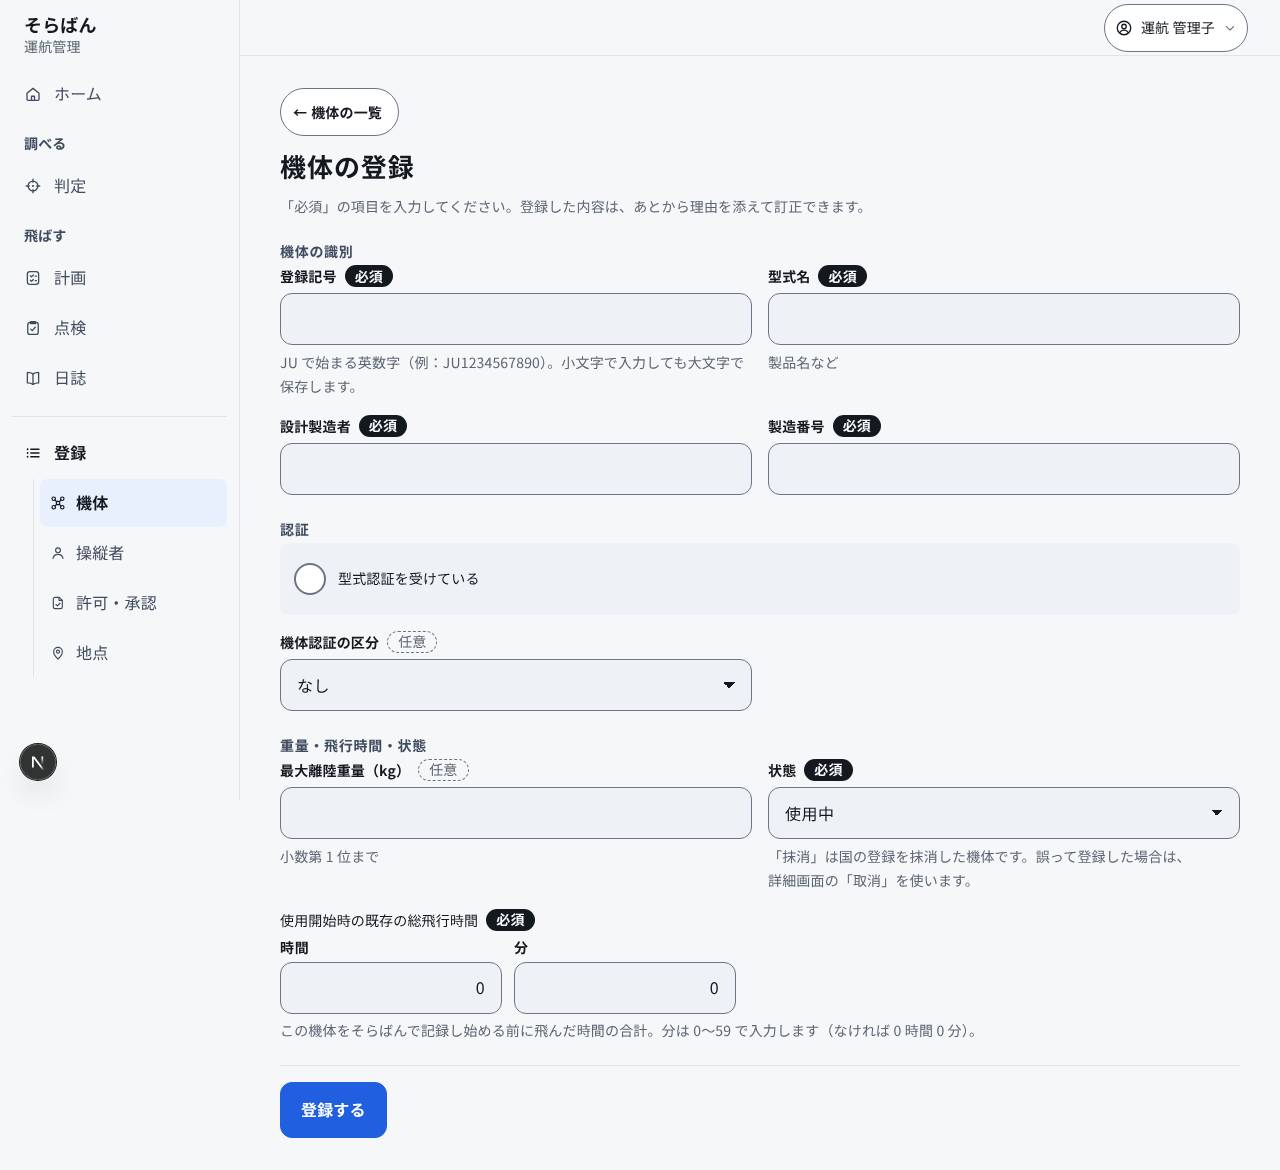 そらばん
運航管理
運航 管理子
ホーム
調べる
判定
飛ばす
計画
点検
日誌
登録
機体
操縦者
許可・承認
地点
N
← 機体の一覧
機体の登録
「必須」の項目を入力してください。登録した内容は、あとから理由を添えて訂正できます。
機体の識別
登録記号 必須
JU で始まる英数字（例：JU1234567890）。小文字で入力しても大文字で
保存します。
型式名 必須
製品名など
設計製造者 必須
製造番号 必須
認証
型式認証を受けている
機体認証の区分 任意
なし
重量・飛行時間・状態
最大離陸重量（kg） 任意
小数第 1 位まで
状態 必須
使用中
「抹消」は国の登録を抹消した機体です。誤って登録した場合は、
詳細画面の「取消」を使います。
使用開始時の既存の総飛行時間 必須
時間 分
0 0
この機体をそらばんで記録し始める前に飛んだ時間の合計。分は 0〜59 で入力します（なければ 0 時間 0 分）。
登録する